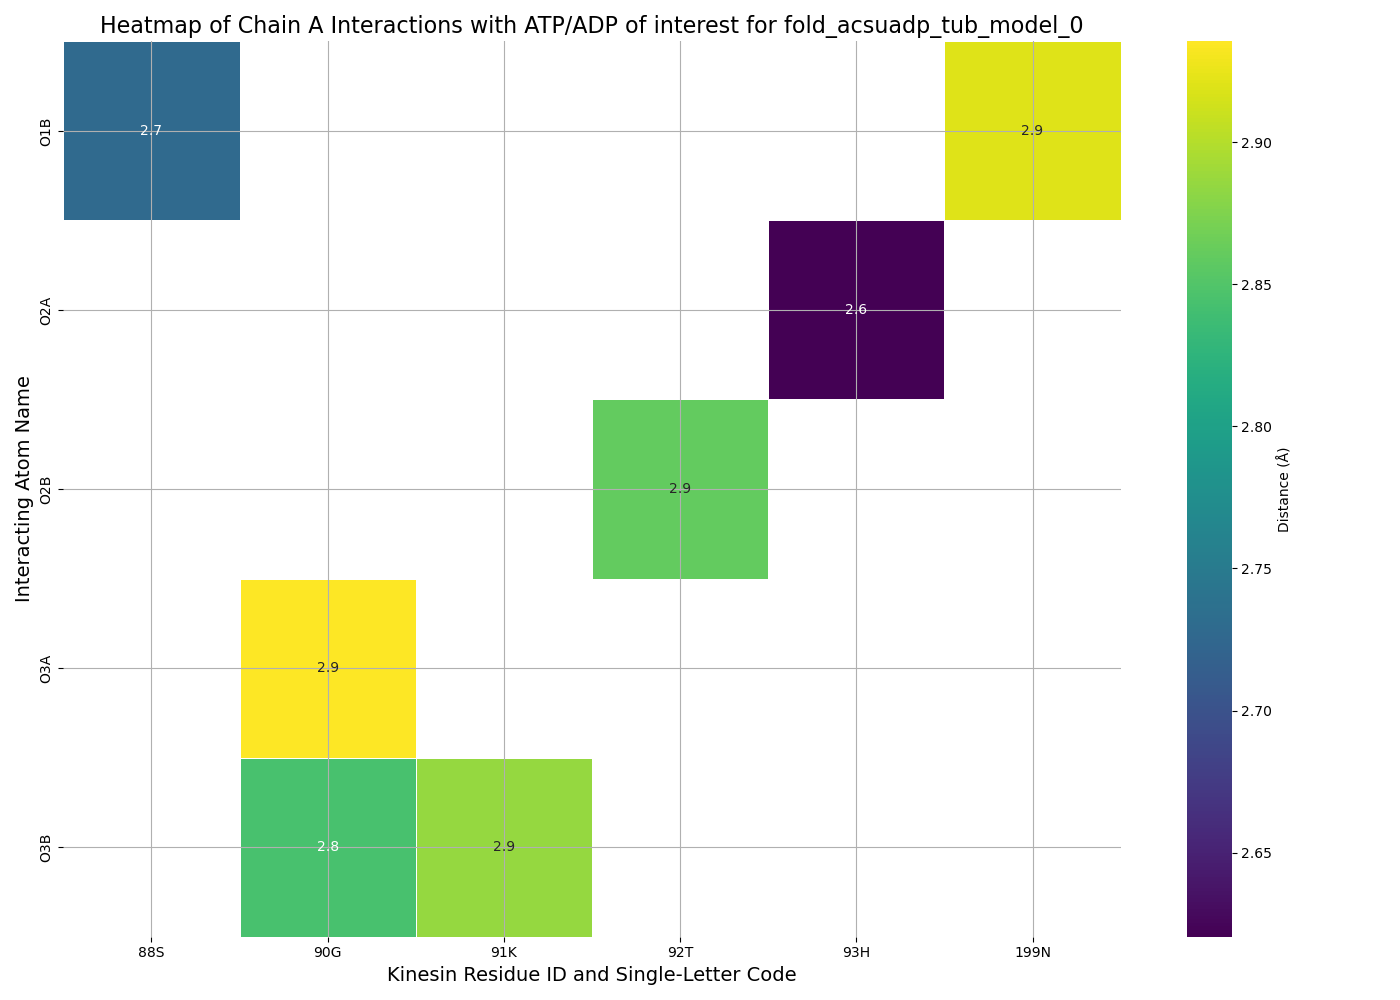 Heatmap of Chain A Interactions with ATP/ADP of interest for fold_acsuadp_tub_model_0
Interacting Atom Name
O1B
O2A
O2B
O3A
O3B
2.7
2.9
2.6
2.9
2.9
2.8
2.9
88S
90G
91K
92T
93H
199N
Kinesin Residue ID and Single-Letter Code
2.90
2.85
2.80
2.75
2.70
2.65
Distance (Å)